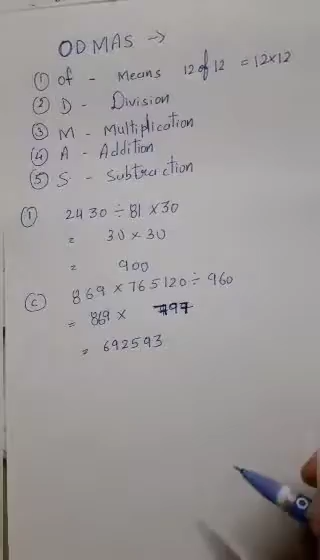 ODMAS →
① Of - Means 12 of 12 = 12×12
② D - Division
③ M - Multiplication
④ A - Addition
⑤ S - Subtraction
① 2430 ÷ 81 × 30
= 30 × 30
= 900
Ⓒ 869 × 765120 ÷ 960
= 869 × 797
= 692593